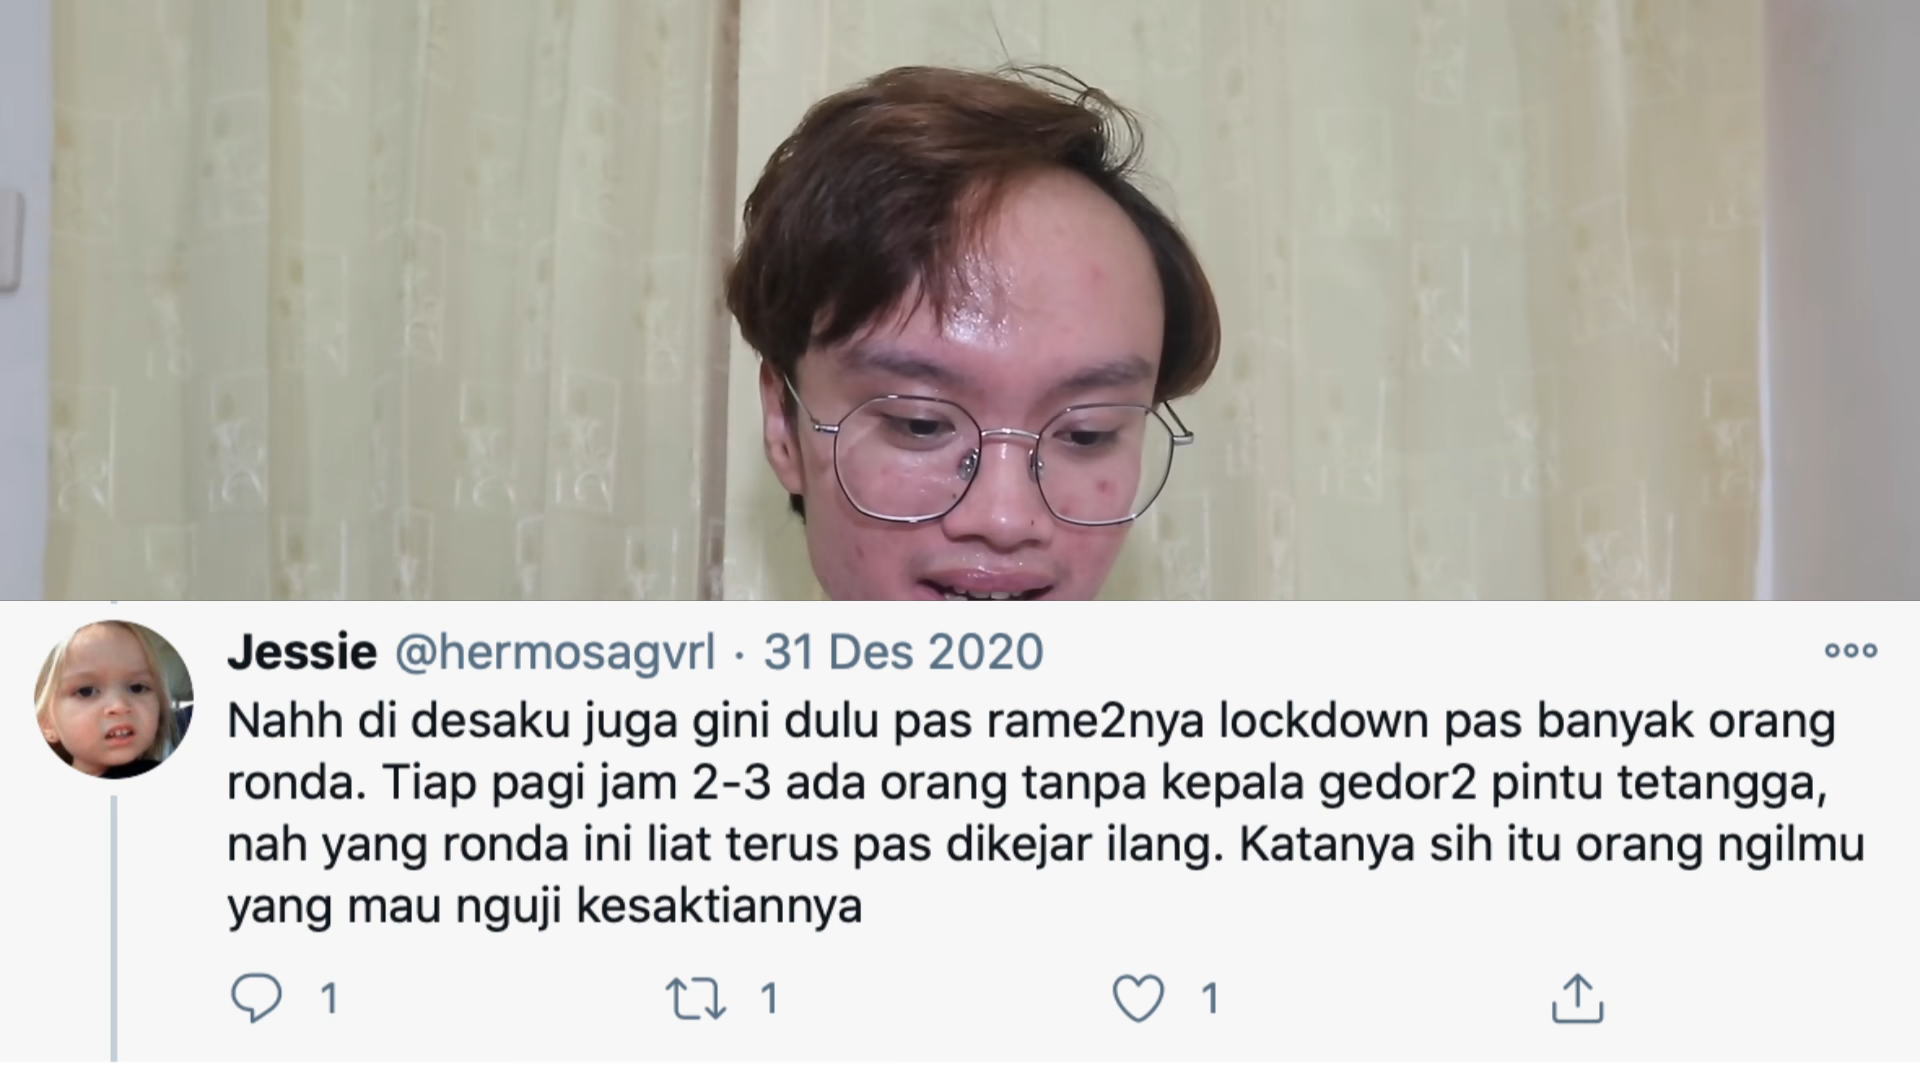 Jessie @hermosagvrl · 31 Des 2020
Nahh di desaku juga gini dulu pas rame2nya lockdown pas banyak orang
ronda. Tiap pagi jam 2-3 ada orang tanpa kepala gedor2 pintu tetangga,
nah yang ronda ini liat terus pas dikejar ilang. Katanya sih itu orang ngilmu
yang mau nguji kesaktiannya
1 1 1